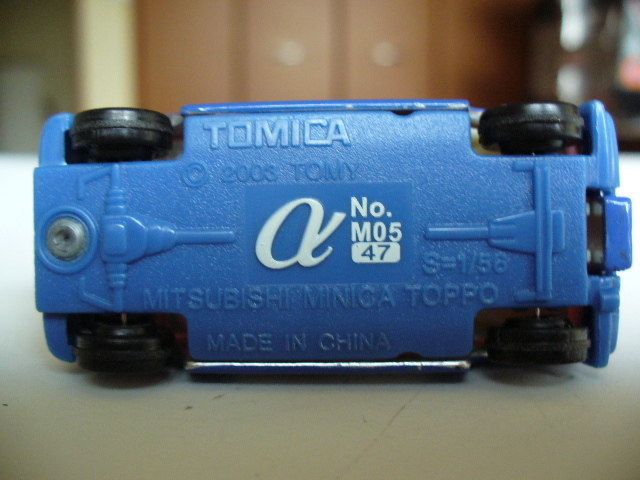 TOMICA
© 2003 TOMY
α No.
M05
47
S=1/56
MITSUBISHI MINICA TOPPO
MADE IN CHINA